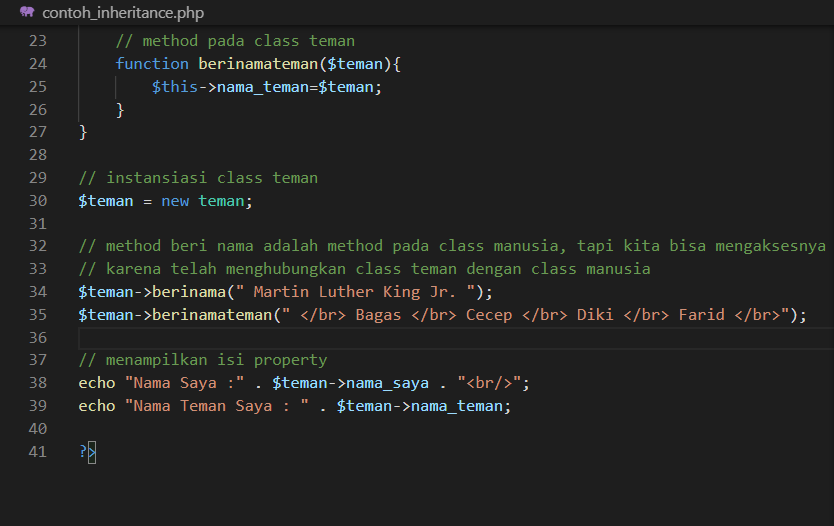 contoh_inheritance.php
23 // method pada class teman
24 function berinamateman($teman){
25 $this->nama_teman=$teman;
26 }
27 }
28
29 // instansiasi class teman
30 $teman = new teman;
31
32 // method beri nama adalah method pada class manusia, tapi kita bisa mengaksesnya
33 // karena telah menghubungkan class teman dengan class manusia
34 $teman->berinama(" Martin Luther King Jr. ");
35 $teman->berinamateman(" </br> Bagas </br> Cecep </br> Diki </br> Farid </br>");
36
37 // menampilkan isi property
38 echo "Nama Saya :" . $teman->nama_saya . "<br/>";
39 echo "Nama Teman Saya : " . $teman->nama_teman;
40
41 ?>